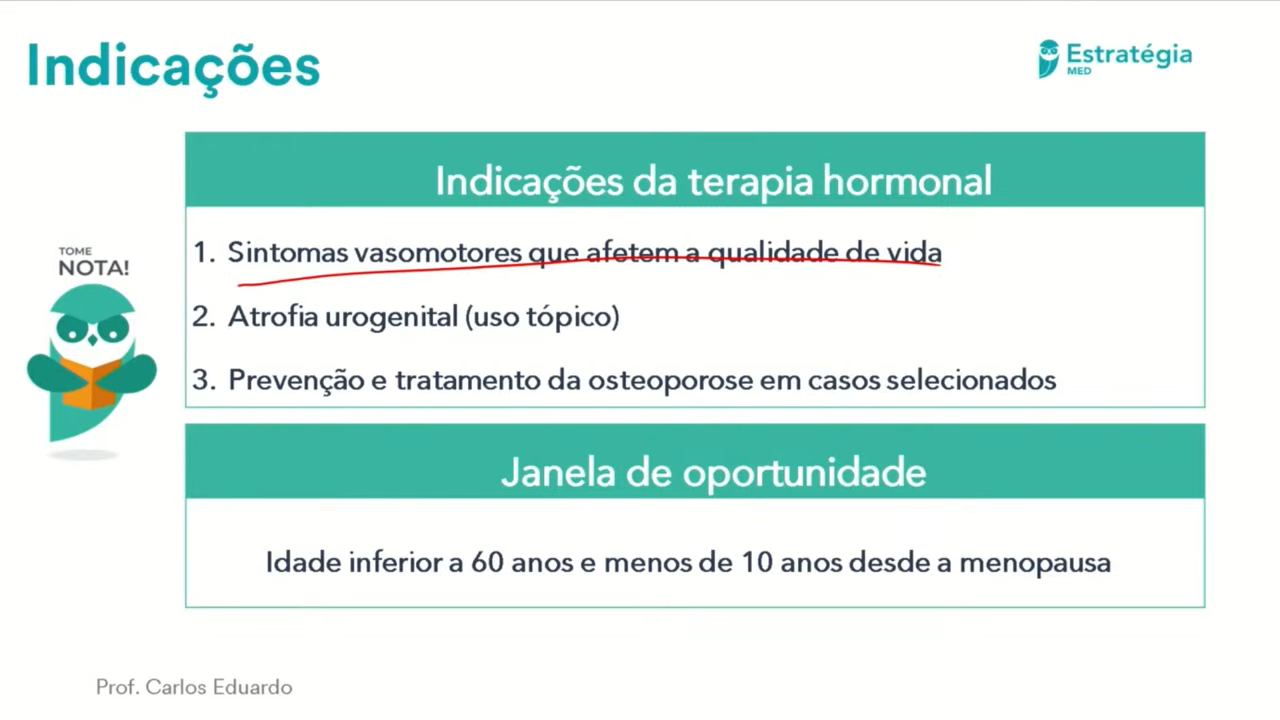 Indicações
Estratégia
MED
Indicações da terapia hormonal
1. Sintomas vasomotores que afetem a qualidade de vida
TOME
NOTA!
2. Atrofia urogenital (uso tópico)
3. Prevenção e tratamento da osteoporose em casos selecionados
Janela de oportunidade
Idade inferior a 60 anos e menos de 10 anos desde a menopausa
Prof. Carlos Eduardo